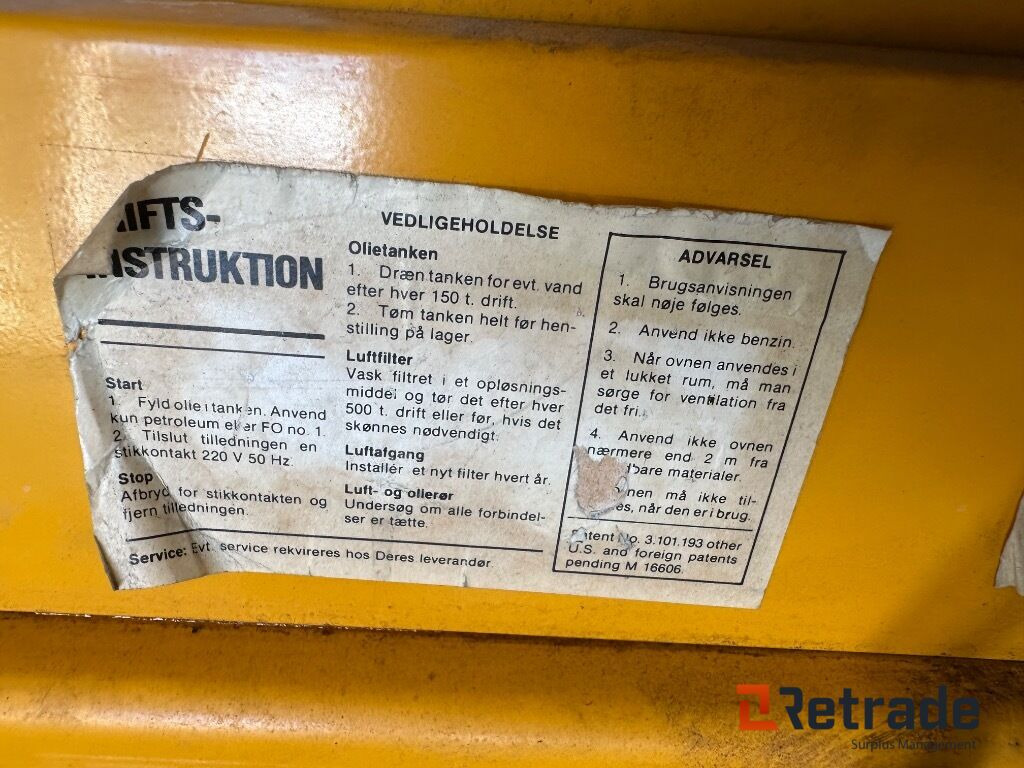 IFTS-
INSTRUKTION
Start
1. Fyld olie i tanken. Anvend
kun petroleum eller FO no. 1.
2. Tilslut tilledningen en
stikkontakt 220 V 50 Hz.
Stop
Afbryd for stikkontakten og
fjern tilledningen.
VEDLIGEHOLDELSE
Olietanken
1. Dræn tanken for evt. vand
efter hver 150 t. drift.
2. Tøm tanken helt før hen-
stilling på lager.
Luftfilter
Vask filtret i et opløsnings-
middel og tør det efter hver
500 t. drift eller før, hvis det
skønnes nødvendigt.
Luftafgang
Installér et nyt filter hvert år.
Luft- og olierør
Undersøg om alle forbindel-
ser er tætte.
Service: Evt. service rekvireres hos Deres leverandør.
ADVARSEL
1. Brugsanvisningen
skal nøje følges.
2. Anvend ikke benzin.
3. Når ovnen anvendes i
et lukket rum, må man
sørge for ventilation fra
det fri.
4. Anvend ikke ovnen
nærmere end 2 m fra
dbare materialer.
nen må ikke til-
es, når den er i brug.
tent No. 3.101.193 other
U.S. and foreign patents
pending M 16606.
Retrade
Surplus Management